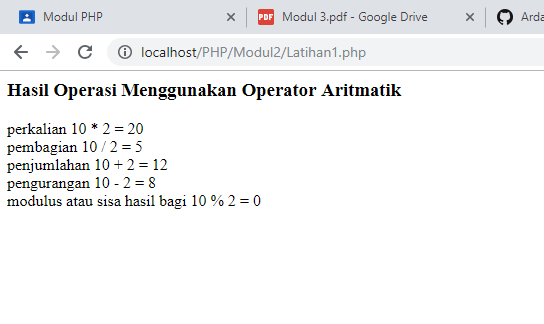 Modul PHP
PDF Modul 3.pdf - Google Drive
Arda
localhost/PHP/Modul2/Latihan1.php
Hasil Operasi Menggunakan Operator Aritmatik
perkalian 10 * 2 = 20
pembagian 10 / 2 = 5
penjumlahan 10 + 2 = 12
pengurangan 10 - 2 = 8
modulus atau sisa hasil bagi 10 % 2 = 0